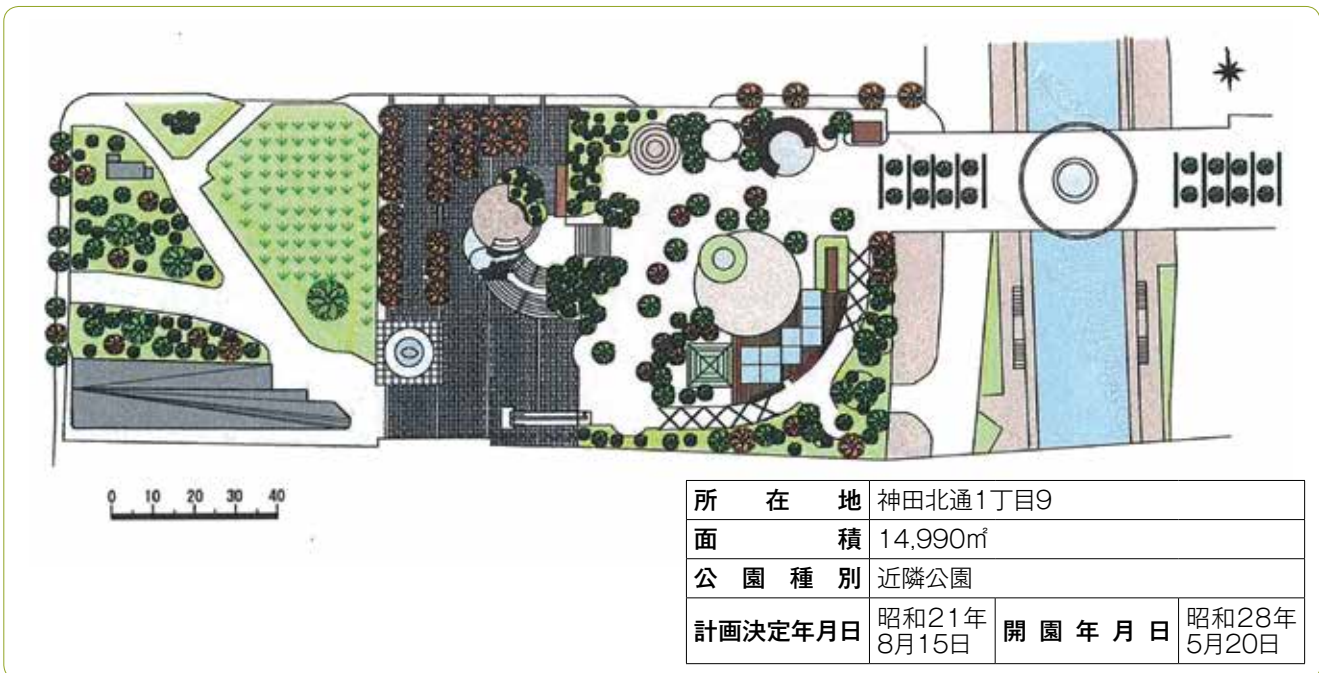 0 10 20 30 40
所在地 神田北通1丁目9
面積 14,990㎡
公園種別 近隣公園
計画決定年月日 昭和21年8月15日 開園年月日 昭和28年5月20日